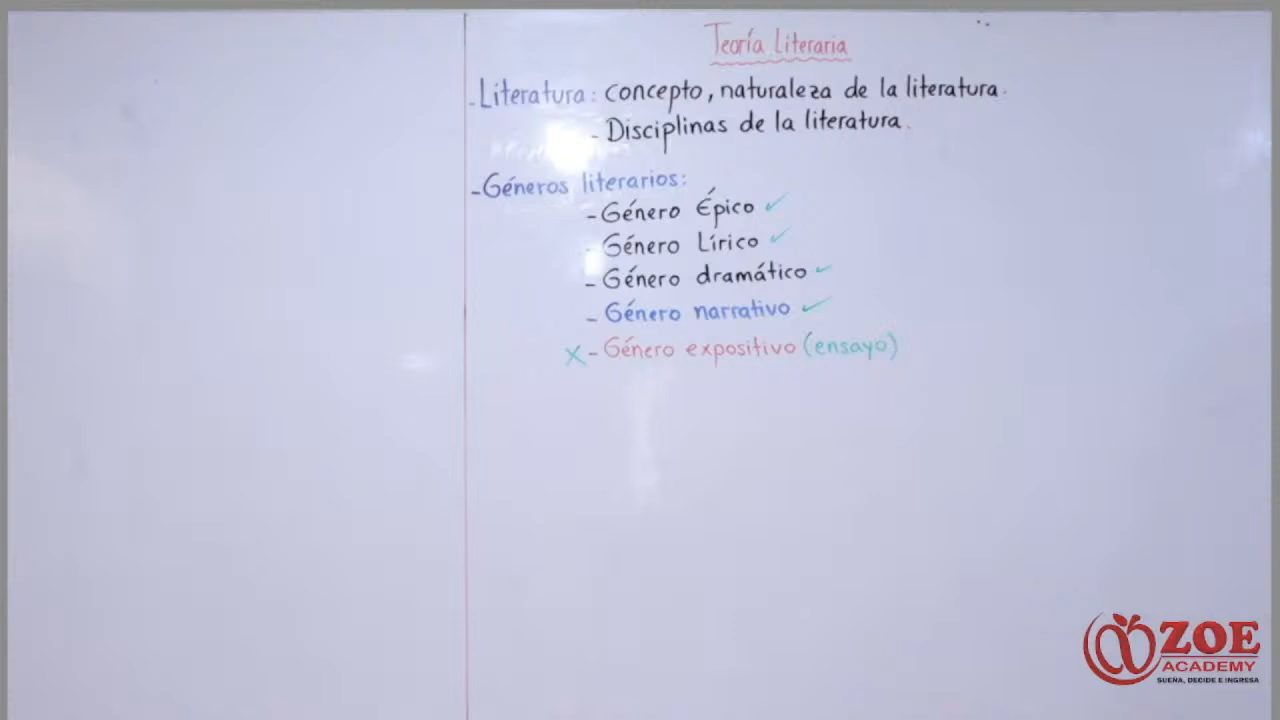 Teoría Literaria
- Literatura: concepto, naturaleza de la literatura.
- Disciplinas de la literatura.
- Géneros literarios:
- Género Épico ✓
- Género Lírico ✓
- Género dramático ✓
- Género narrativo ✓
x - Género expositivo (ensayo)
ZOE
ACADEMY
SUEÑA, DECIDE E INGRESA